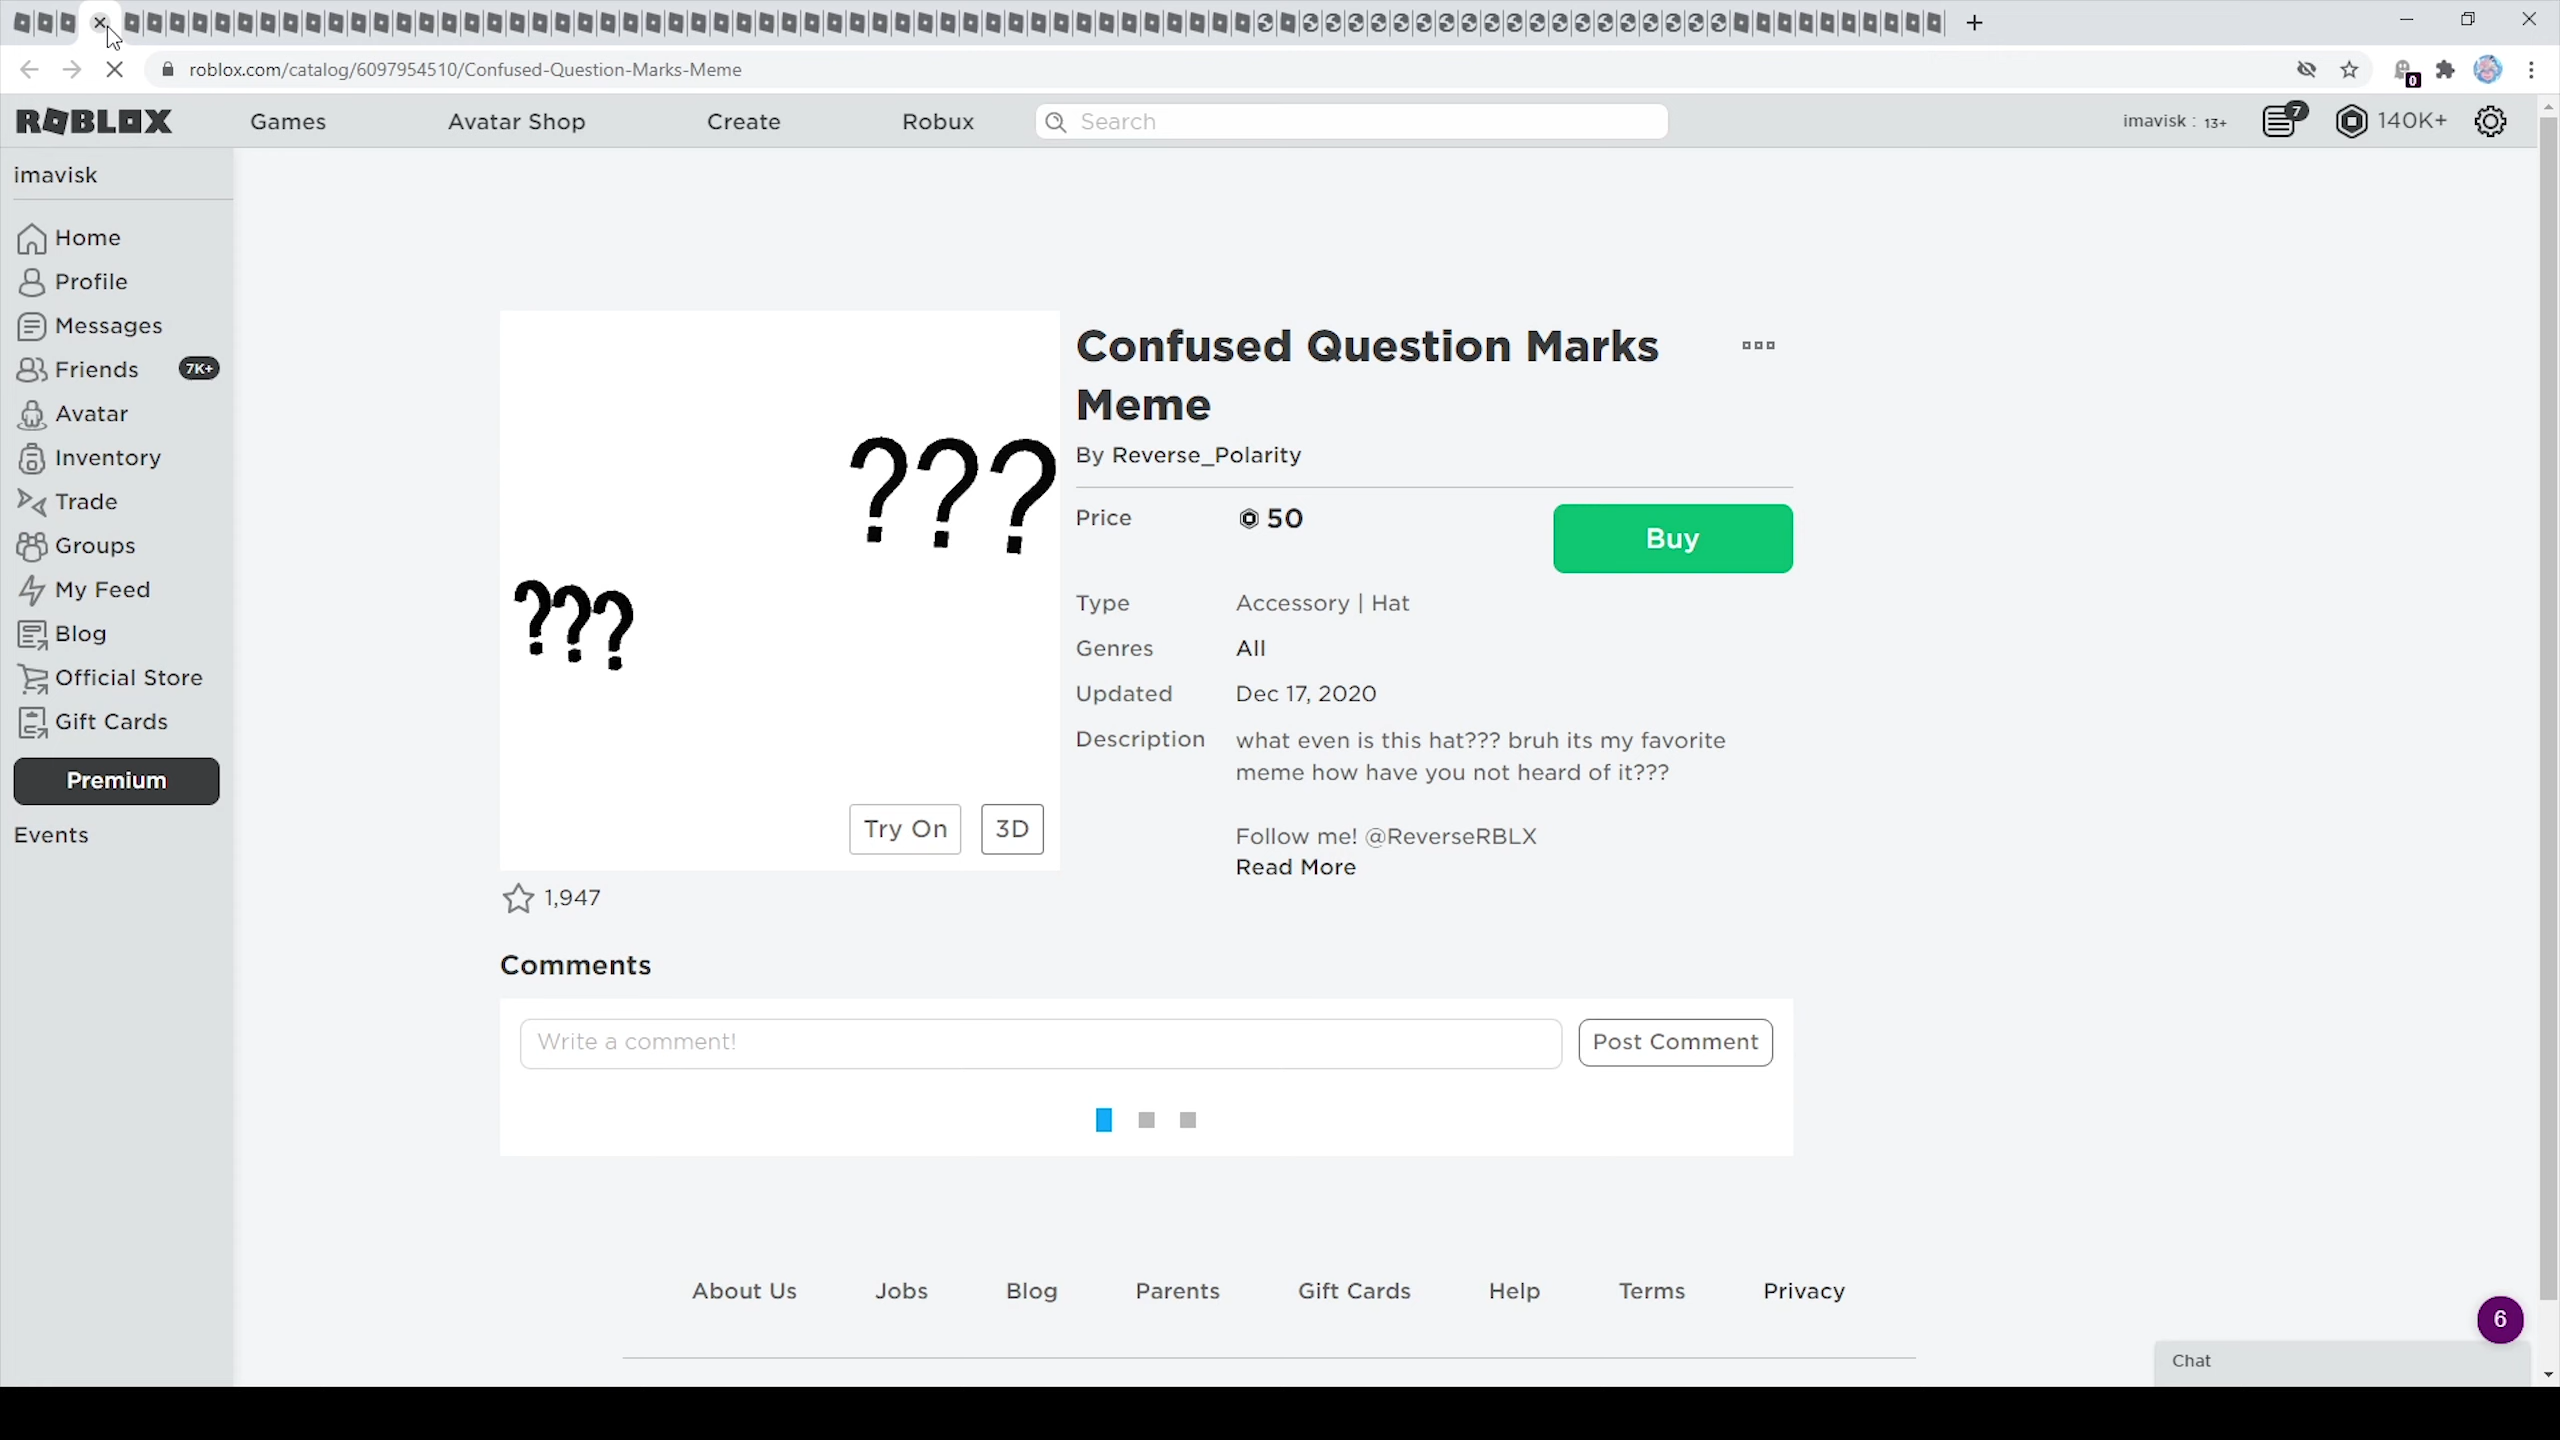 roblox.com/catalog/6097954510/Confused-Question-Marks-Meme
0
ROBLOX Games Avatar Shop Create Robux Search imavisk : 13+ 7 140K+
imavisk
Home
Profile
Messages
Friends 7K+
Avatar
Inventory
Trade
Groups
My Feed
Blog
Official Store
Gift Cards
Premium
Events
???
???
Try On 3D
1,947
Confused Question Marks
Meme
By Reverse_Polarity
Price 50 Buy
Type Accessory | Hat
Genres All
Updated Dec 17, 2020
Description what even is this hat??? bruh its my favorite
meme how have you not heard of it???
Follow me! @ReverseRBLX
Read More
Comments
Write a comment! Post Comment
About Us Jobs Blog Parents Gift Cards Help Terms Privacy
6
Chat